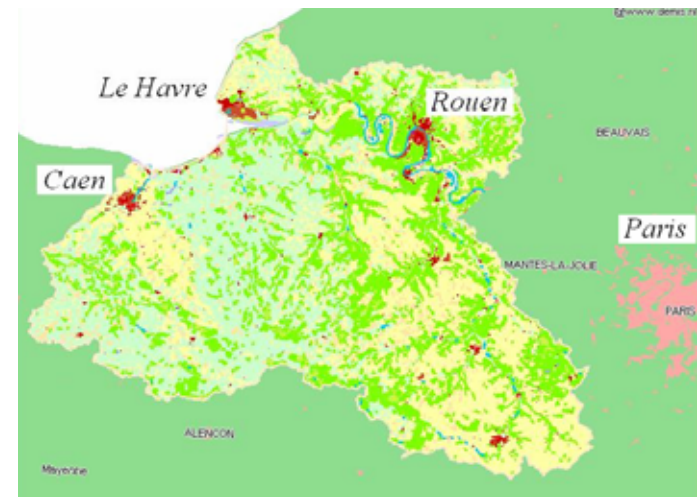 @www.demis.nl
Le Havre
Rouen
BEAUVAIS
Caen
Paris
MANTES-LA-JOLIE
PARIS
ALENCON
Mayenne